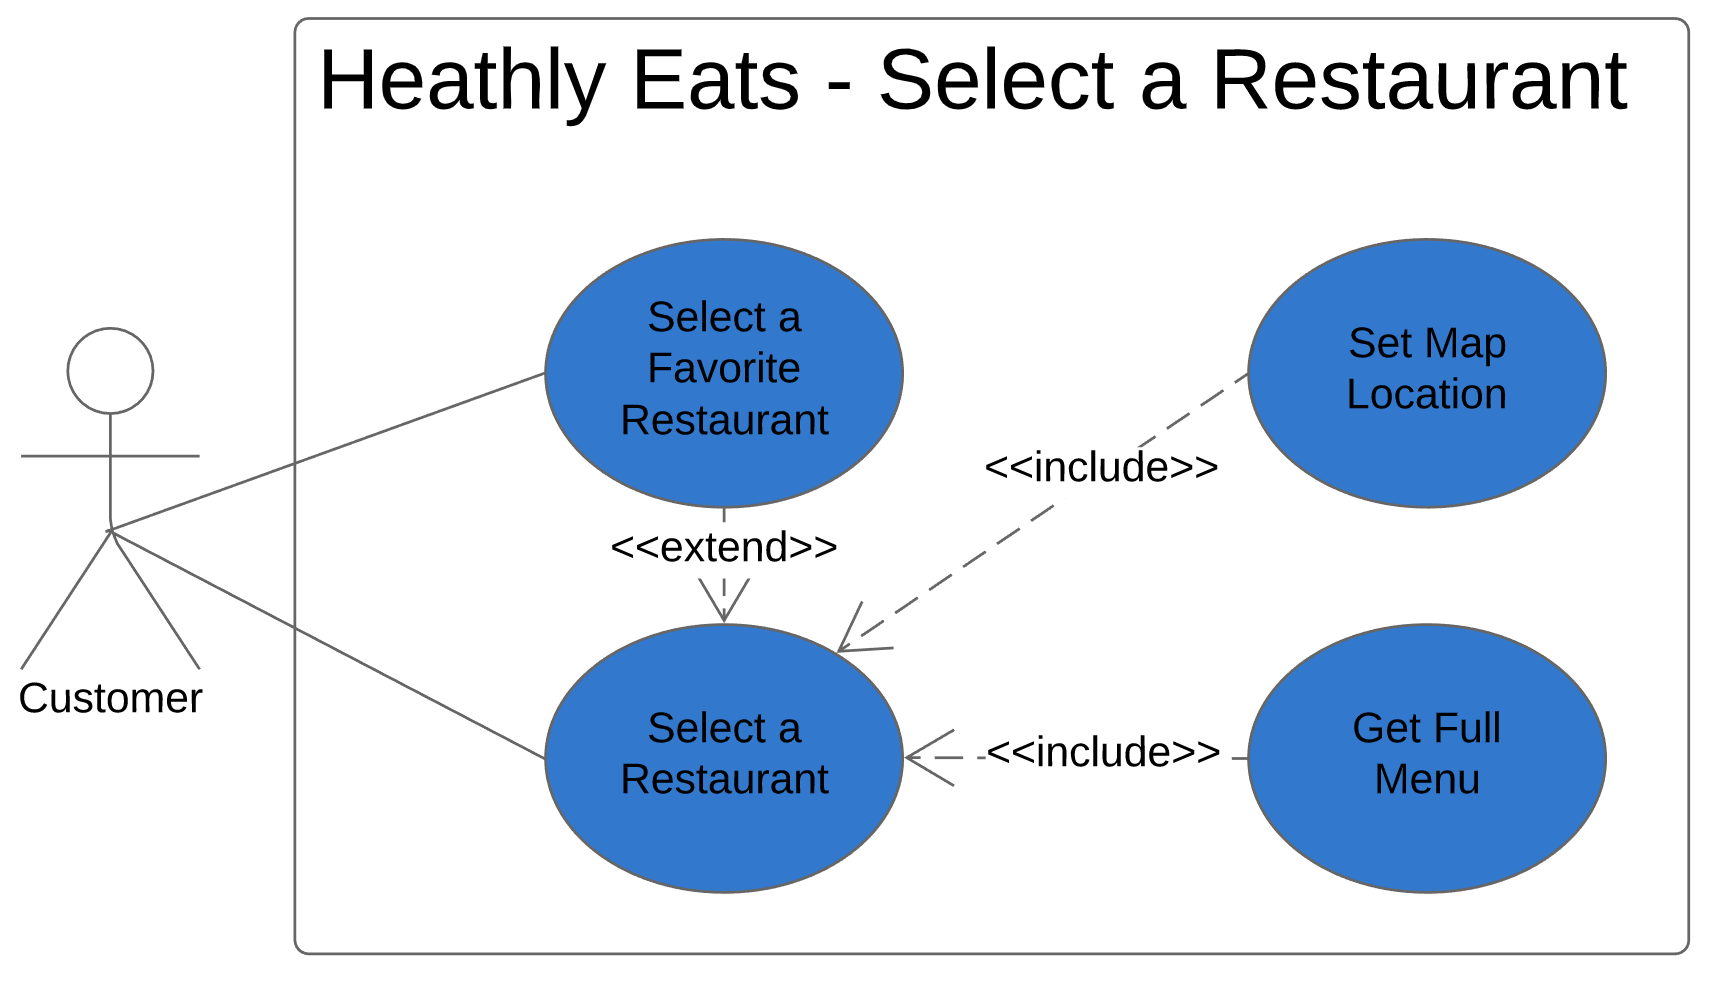 Heathly Eats - Select a Restaurant
Select a
Favorite
Restaurant
Set Map
Location
<<include>>
<<extend>>
Customer
Select a
Restaurant
<<include>>
Get Full
Menu